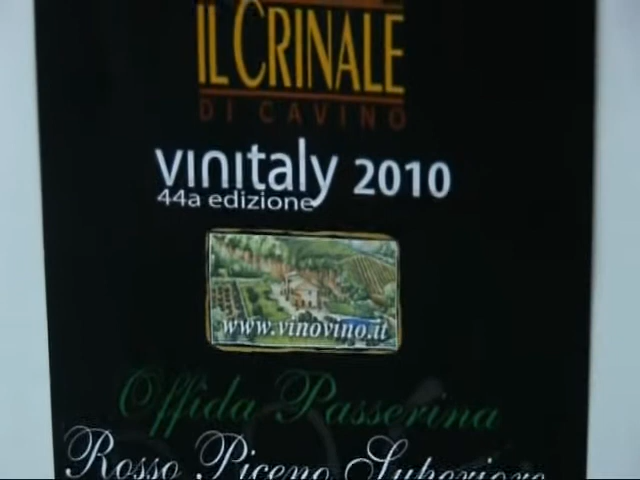 IL CRINALE
DI CAVINO
vinitaly 2010
44a edizione
www.vinovino.it
Offida Passerina
Rosso Piceno Superiore